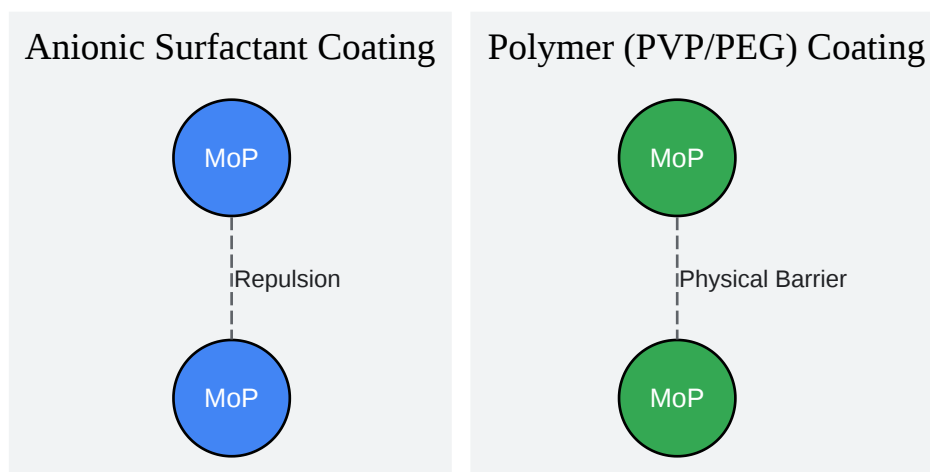 Anionic Surfactant Coating
MoP
Repulsion
MoP
Polymer (PVP/PEG) Coating
MoP
Physical Barrier
MoP